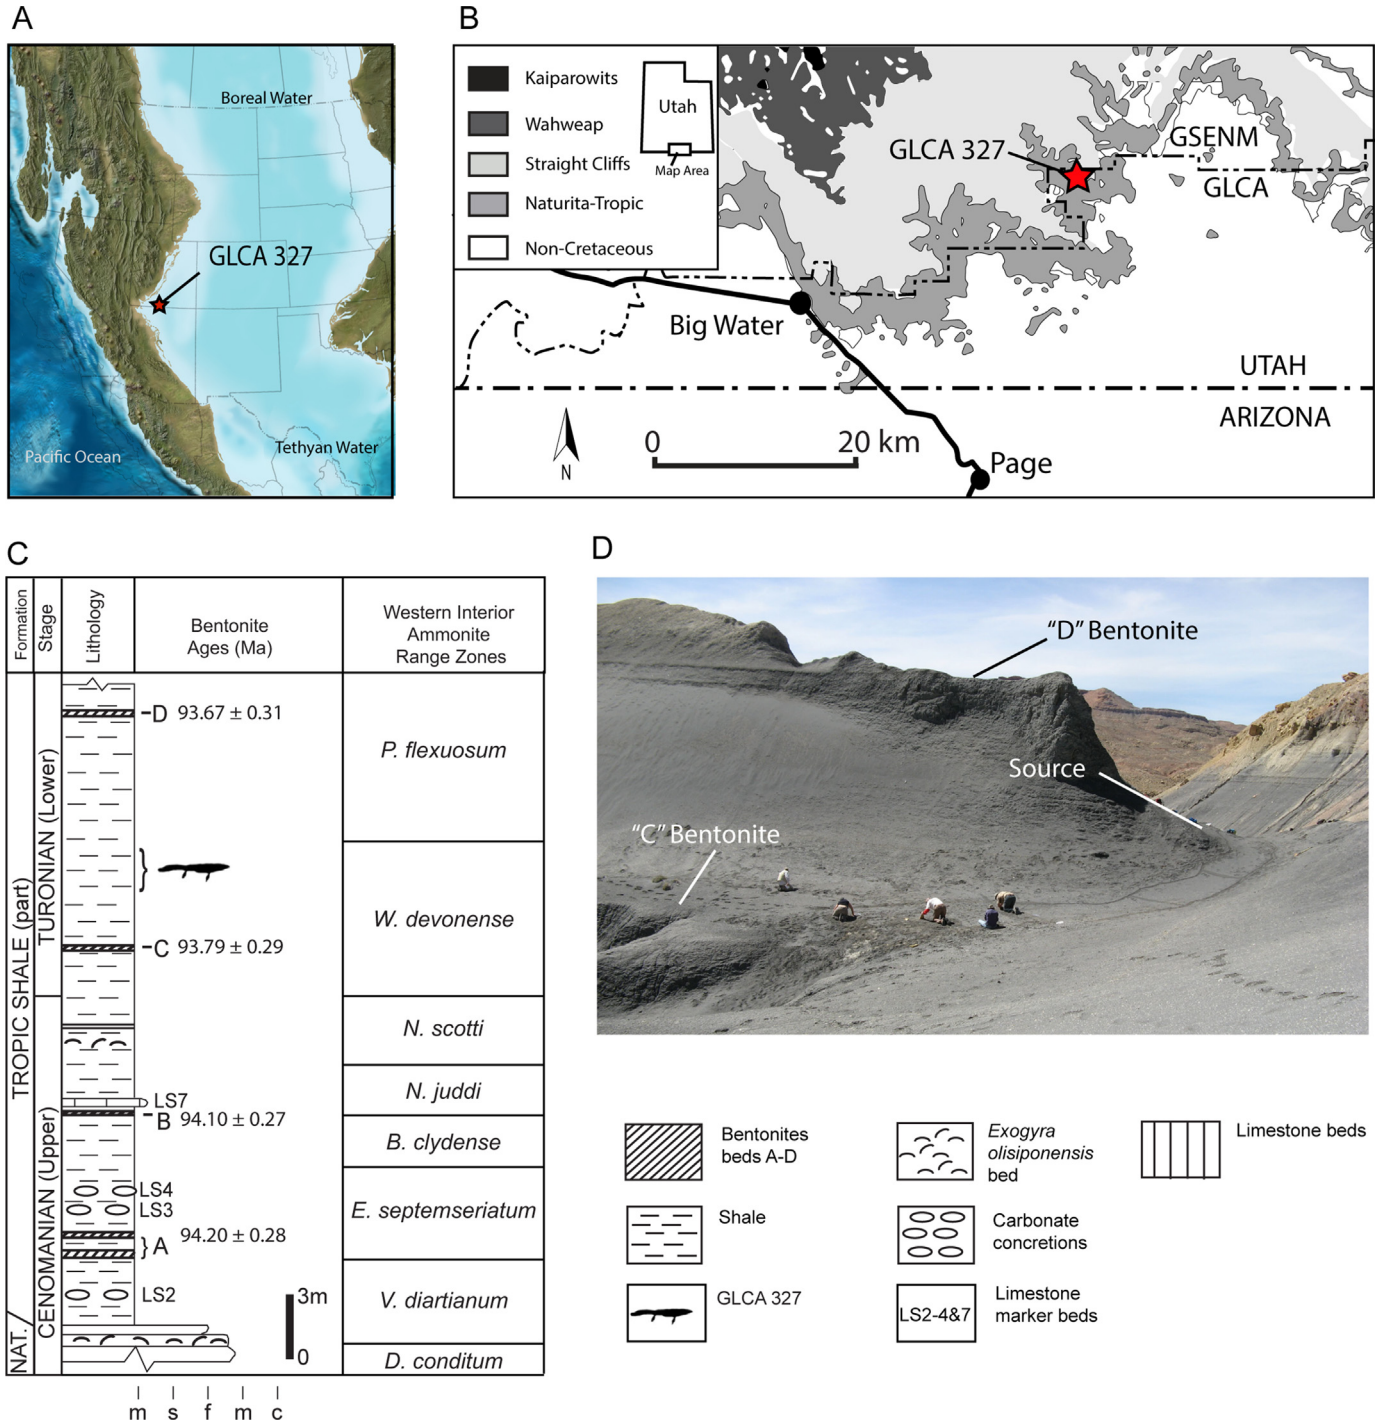 A
Boreal Water
GLCA 327
Pacific Ocean
Tethyan Water
B
Kaiparowits
Wahweap
Straight Cliffs
Naturita-Tropic
Non-Cretaceous
Utah
Map Area
GLCA 327
GSENM
GLCA
Big Water
UTAH
ARIZONA
0 20 km
N
Page
C
Formation
Stage
Lithology
Bentonite
Ages (Ma)
Western Interior
Ammonite
Range Zones
TROPIC SHALE (part)
NAT.
TURONIAN (Lower)
CENOMANIAN (Upper)
D 93.67 ± 0.31
C 93.79 ± 0.29
LS7
B 94.10 ± 0.27
LS4
LS3
94.20 ± 0.28
A
LS2
3m
0
P. flexuosum
W. devonense
N. scotti
N. juddi
B. clydense
E. septemseriatum
V. diartianum
D. conditum
m s f m c
D
"D" Bentonite
Source
"C" Bentonite
Bentonites
beds A-D
Shale
GLCA 327
Exogyra
olisiponensis
bed
Carbonate
concretions
LS2-4&7
Limestone
marker beds
Limestone beds